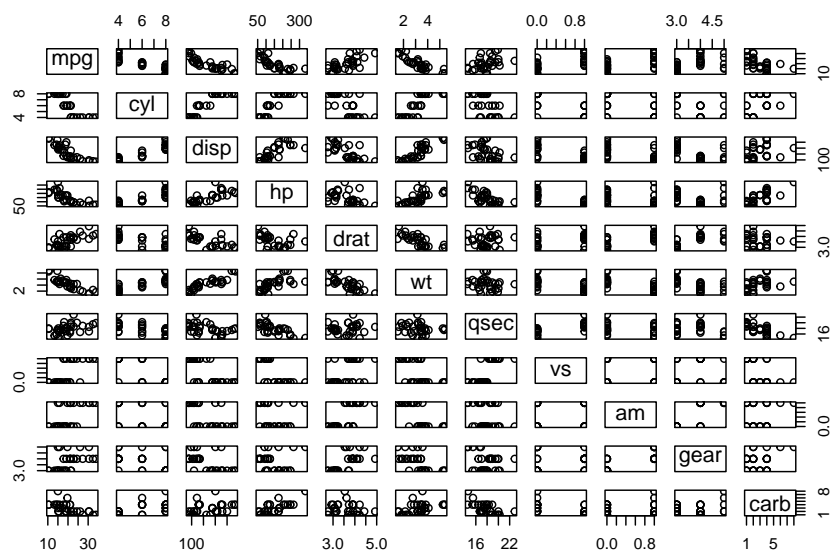 4 8 50 300 2 4 0.0 0.8 3.0 4.5
mpg 10
4 8 cyl
disp 100
50 hp
drat 3.0
2 wt
qsec 16
0.0 vs
am 0.0
3.0 gear
carb 1 8
10 30 100 3.0 5.0 16 22 0.0 1.0 1 5